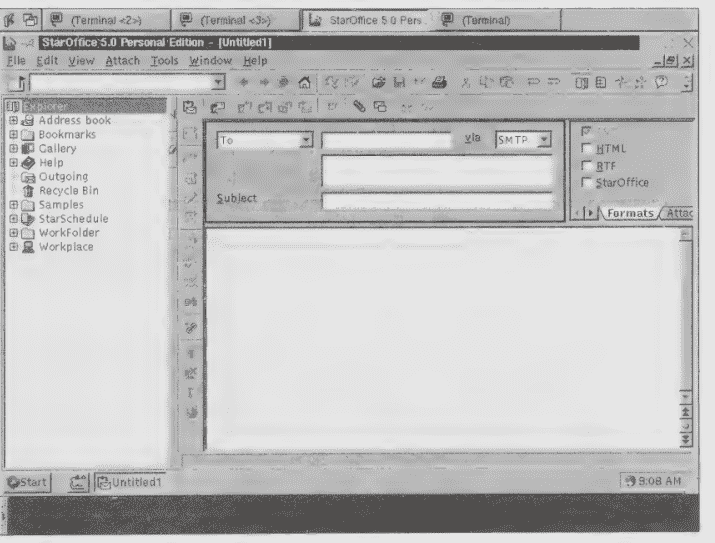 (Terminal <2>) (Terminal <3>) StarOffice 5.0 Pers (Terminal)
StarOffice 5.0 Personal Edition - [Untitled1]
File Edit View Attach Tools Window Help
Explorer
Address book
Bookmarks
Gallery
Help
Outgoing
Recycle Bin
Samples
StarSchedule
WorkFolder
Workplace
To via SMTP
Subject
HTML
RTF
StarOffice
Formats Attac
Start Untitled1 9:08 AM